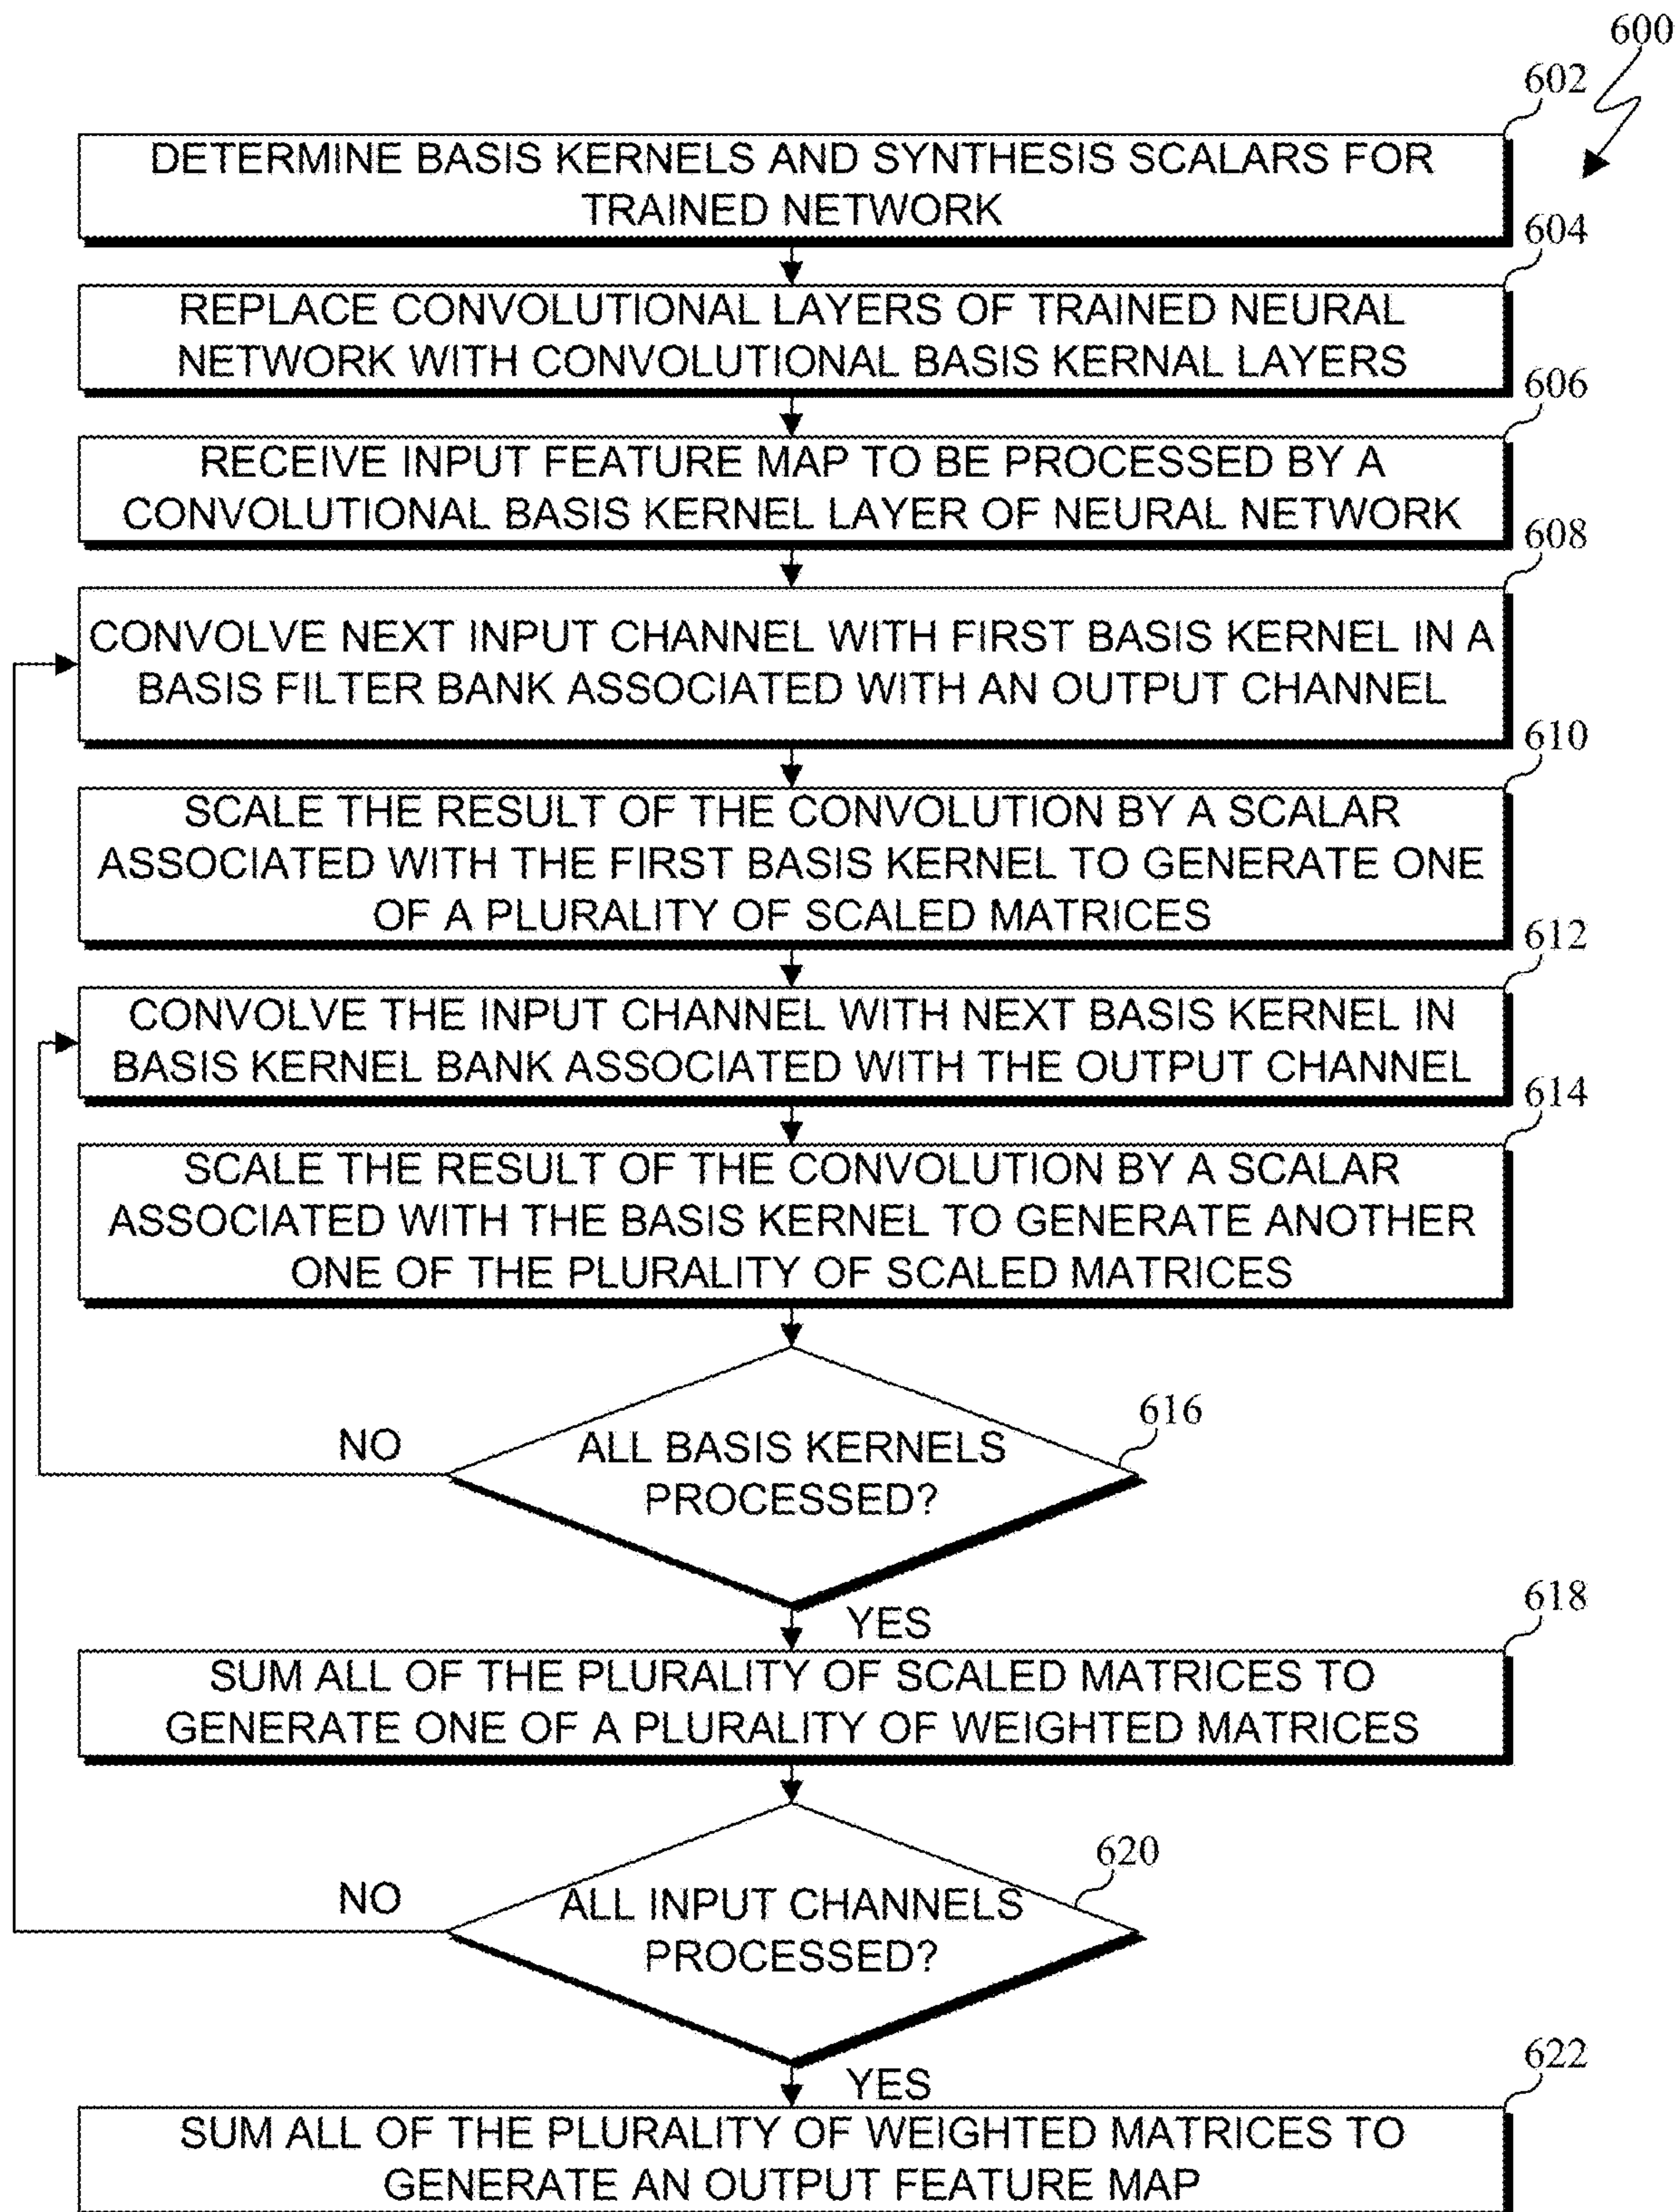 600
602
DETERMINE BASIS KERNELS AND SYNTHESIS SCALARS FOR
TRAINED NETWORK
604
REPLACE CONVOLUTIONAL LAYERS OF TRAINED NEURAL
NETWORK WITH CONVOLUTIONAL BASIS KERNAL LAYERS
606
RECEIVE INPUT FEATURE MAP TO BE PROCESSED BY A
CONVOLUTIONAL BASIS KERNEL LAYER OF NEURAL NETWORK
608
CONVOLVE NEXT INPUT CHANNEL WITH FIRST BASIS KERNEL IN A
BASIS FILTER BANK ASSOCIATED WITH AN OUTPUT CHANNEL
610
SCALE THE RESULT OF THE CONVOLUTION BY A SCALAR
ASSOCIATED WITH THE FIRST BASIS KERNEL TO GENERATE ONE
OF A PLURALITY OF SCALED MATRICES
612
CONVOLVE THE INPUT CHANNEL WITH NEXT BASIS KERNEL IN
BASIS KERNEL BANK ASSOCIATED WITH THE OUTPUT CHANNEL
614
SCALE THE RESULT OF THE CONVOLUTION BY A SCALAR
ASSOCIATED WITH THE BASIS KERNEL TO GENERATE ANOTHER
ONE OF THE PLURALITY OF SCALED MATRICES
616
NO
ALL BASIS KERNELS
PROCESSED?
YES
618
SUM ALL OF THE PLURALITY OF SCALED MATRICES TO
GENERATE ONE OF A PLURALITY OF WEIGHTED MATRICES
620
NO
ALL INPUT CHANNELS
PROCESSED?
YES
622
SUM ALL OF THE PLURALITY OF WEIGHTED MATRICES TO
GENERATE AN OUTPUT FEATURE MAP